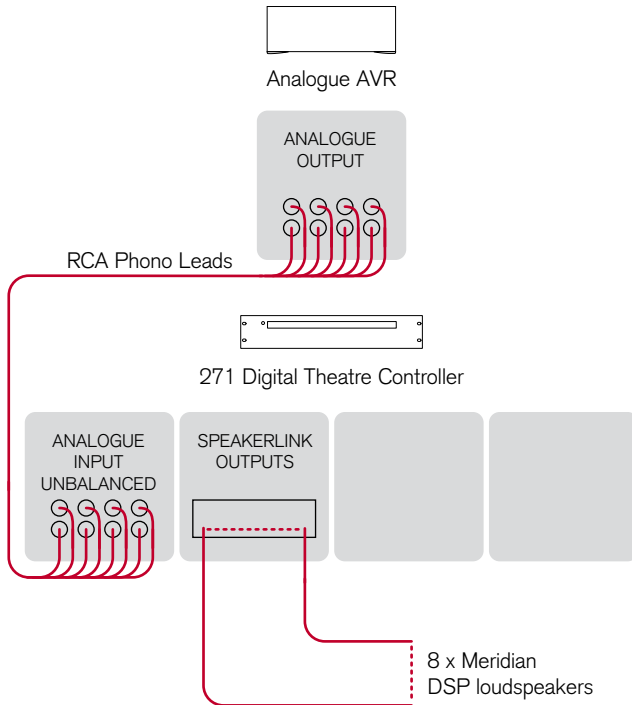 Analogue AVR
ANALOGUE
OUTPUT
RCA Phono Leads
271 Digital Theatre Controller
ANALOGUE
INPUT
UNBALANCED
SPEAKERLINK
OUTPUTS
8 x Meridian
DSP loudspeakers